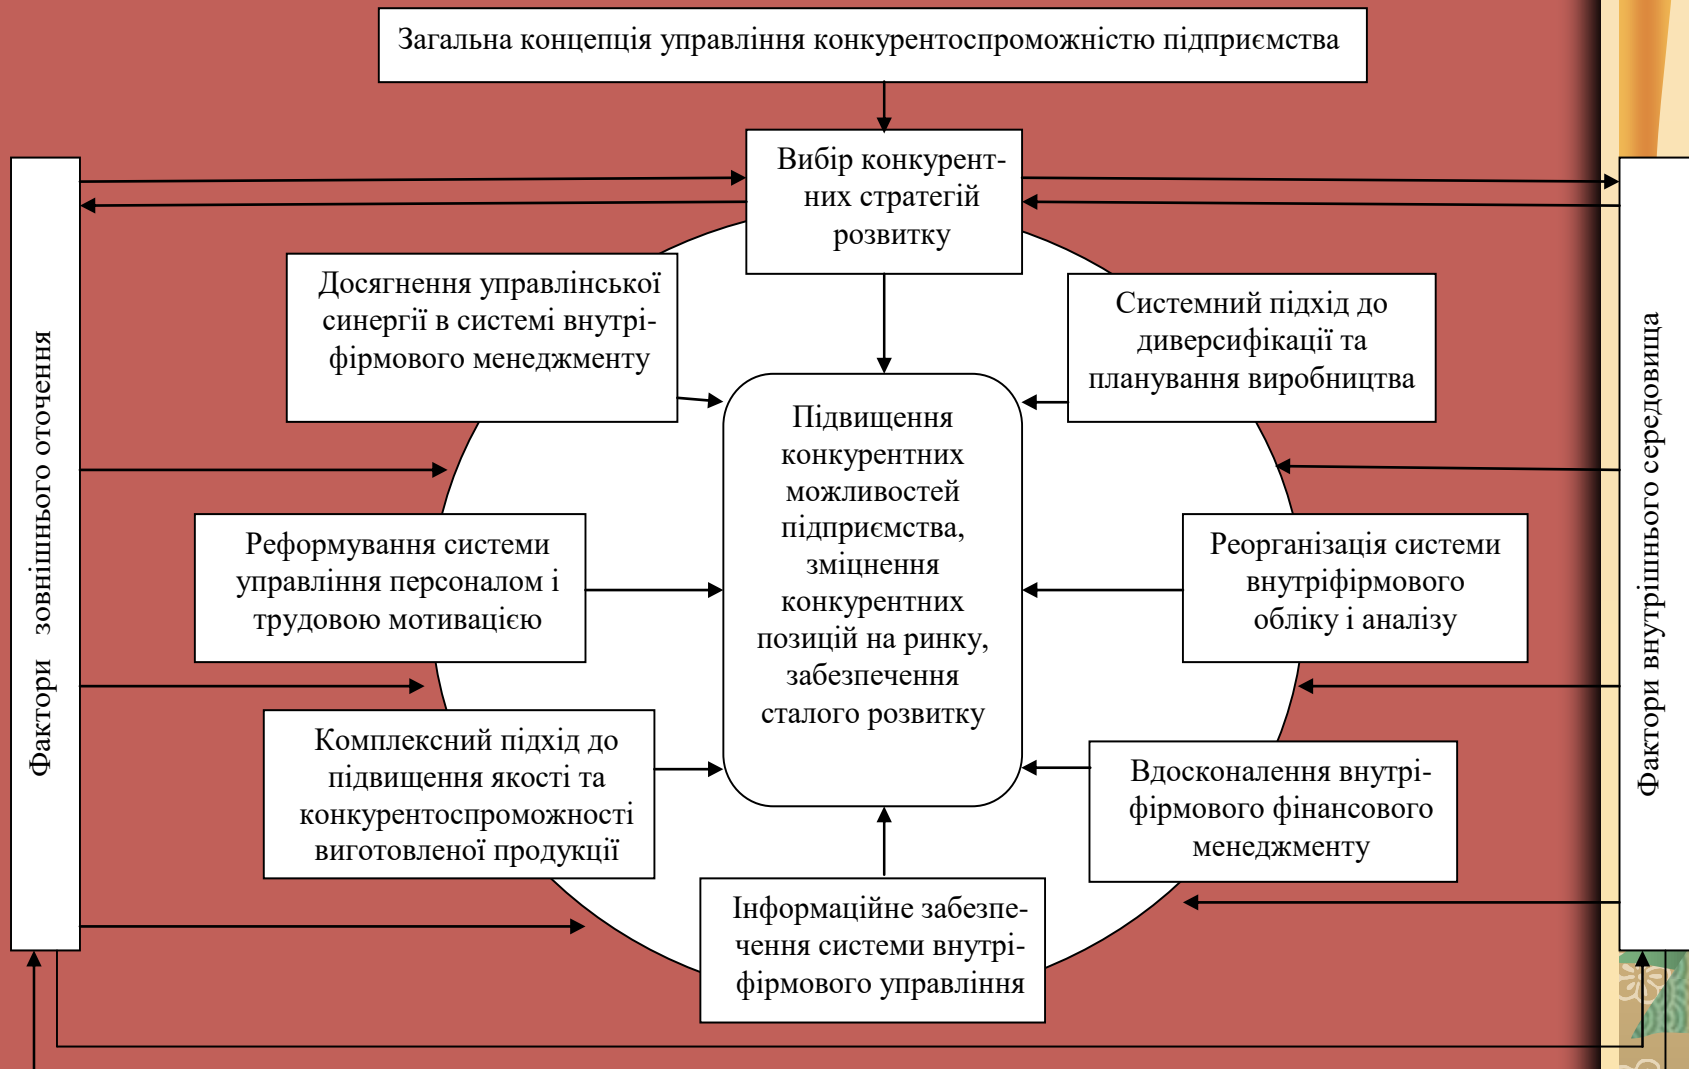 Загальна концепція управління конкурентоспроможністю підприємства
Вибір конкурент-
них стратегій
розвитку
Досягнення управлінської
синергії в системі внутрі-
фірмового менеджменту
Системний підхід до
диверсифікації та
планування виробництва
Фактори зовнішнього оточення
Підвищення
конкурентних
можливостей
підприємства,
зміцнення
конкурентних
позицій на ринку,
забезпечення
сталого розвитку
Фактори внутрішнього середовища
Реформування системи
управління персоналом і
трудовою мотивацією
Реорганізація системи
внутріфірмового
обліку і аналізу
Комплексний підхід до
підвищення якості та
конкурентоспроможності
виготовленої продукції
Вдосконалення внутрі-
фірмового фінансового
менеджменту
Інформаційне забезпе-
чення системи внутрі-
фірмового управління